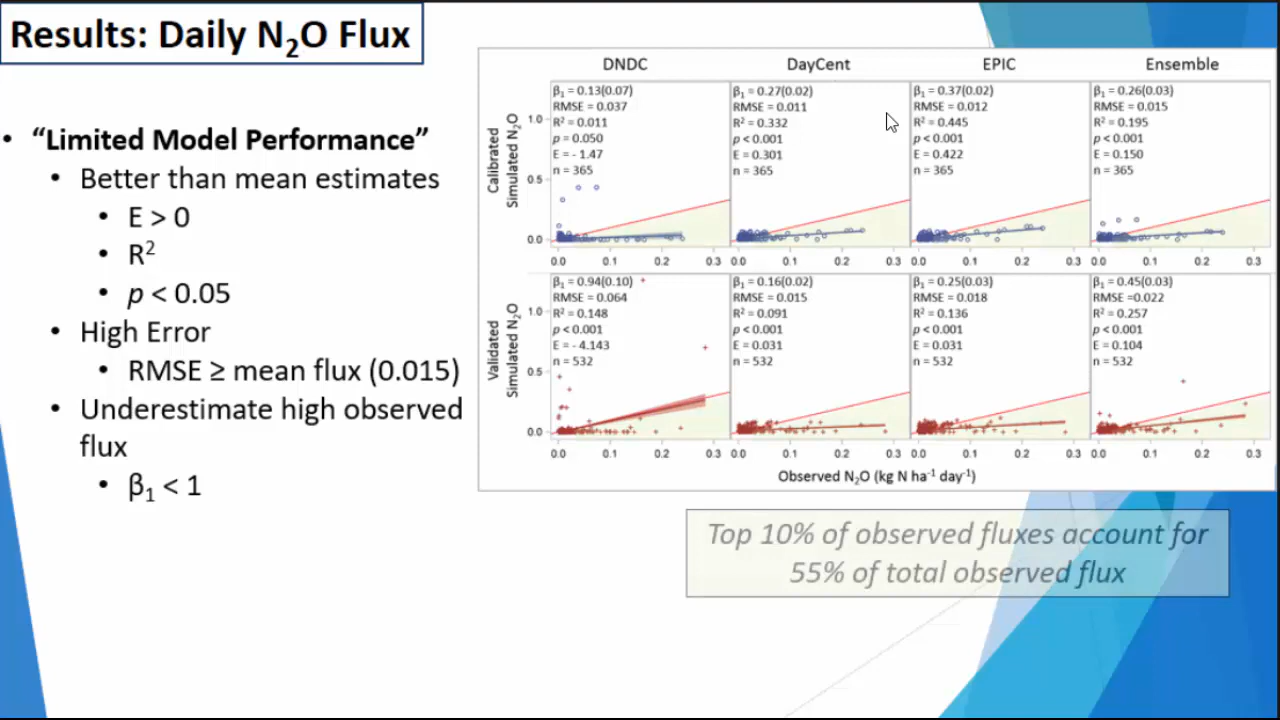 Results: Daily N₂O Flux
• “Limited Model Performance”
• Better than mean estimates
• E > 0
• R²
• p < 0.05
• High Error
• RMSE ≥ mean flux (0.015)
• Underestimate high observed
flux
• β₁ < 1
DNDC DayCent EPIC Ensemble
Calibrated
Simulated N₂O
1.0
0.5
0.0
β₁ = 0.13(0.07)
RMSE = 0.037
R² = 0.011
p = 0.050
E = - 1.47
n = 365
β₁ = 0.27(0.02)
RMSE = 0.011
R² = 0.332
p < 0.001
E = 0.301
n = 365
β₁ = 0.37(0.02)
RMSE = 0.012
R² = 0.445
p < 0.001
E = 0.422
n = 365
β₁ = 0.26(0.03)
RMSE = 0.015
R² = 0.195
p < 0.001
E = 0.150
n = 365
0.0 0.1 0.2 0.3 0.0 0.1 0.2 0.3 0.0 0.1 0.2 0.3 0.0 0.1 0.2 0.3
Validated
Simulated N₂O
1.0
0.5
0.0
β₁ = 0.94(0.10)
RMSE = 0.064
R² = 0.148
p < 0.001
E = - 4.143
n = 532
β₁ = 0.16(0.02)
RMSE = 0.015
R² = 0.091
p < 0.001
E = 0.031
n = 532
β₁ = 0.25(0.03)
RMSE = 0.018
R² = 0.136
p < 0.001
E = 0.031
n = 532
β₁ = 0.45(0.03)
RMSE =0.022
R² = 0.257
p < 0.001
E = 0.104
n = 532
0.0 0.1 0.2 0.3 0.0 0.1 0.2 0.3 0.0 0.1 0.2 0.3 0.0 0.1 0.2 0.3
Observed N₂O (kg N ha⁻¹ day⁻¹)
Top 10% of observed fluxes account for
55% of total observed flux